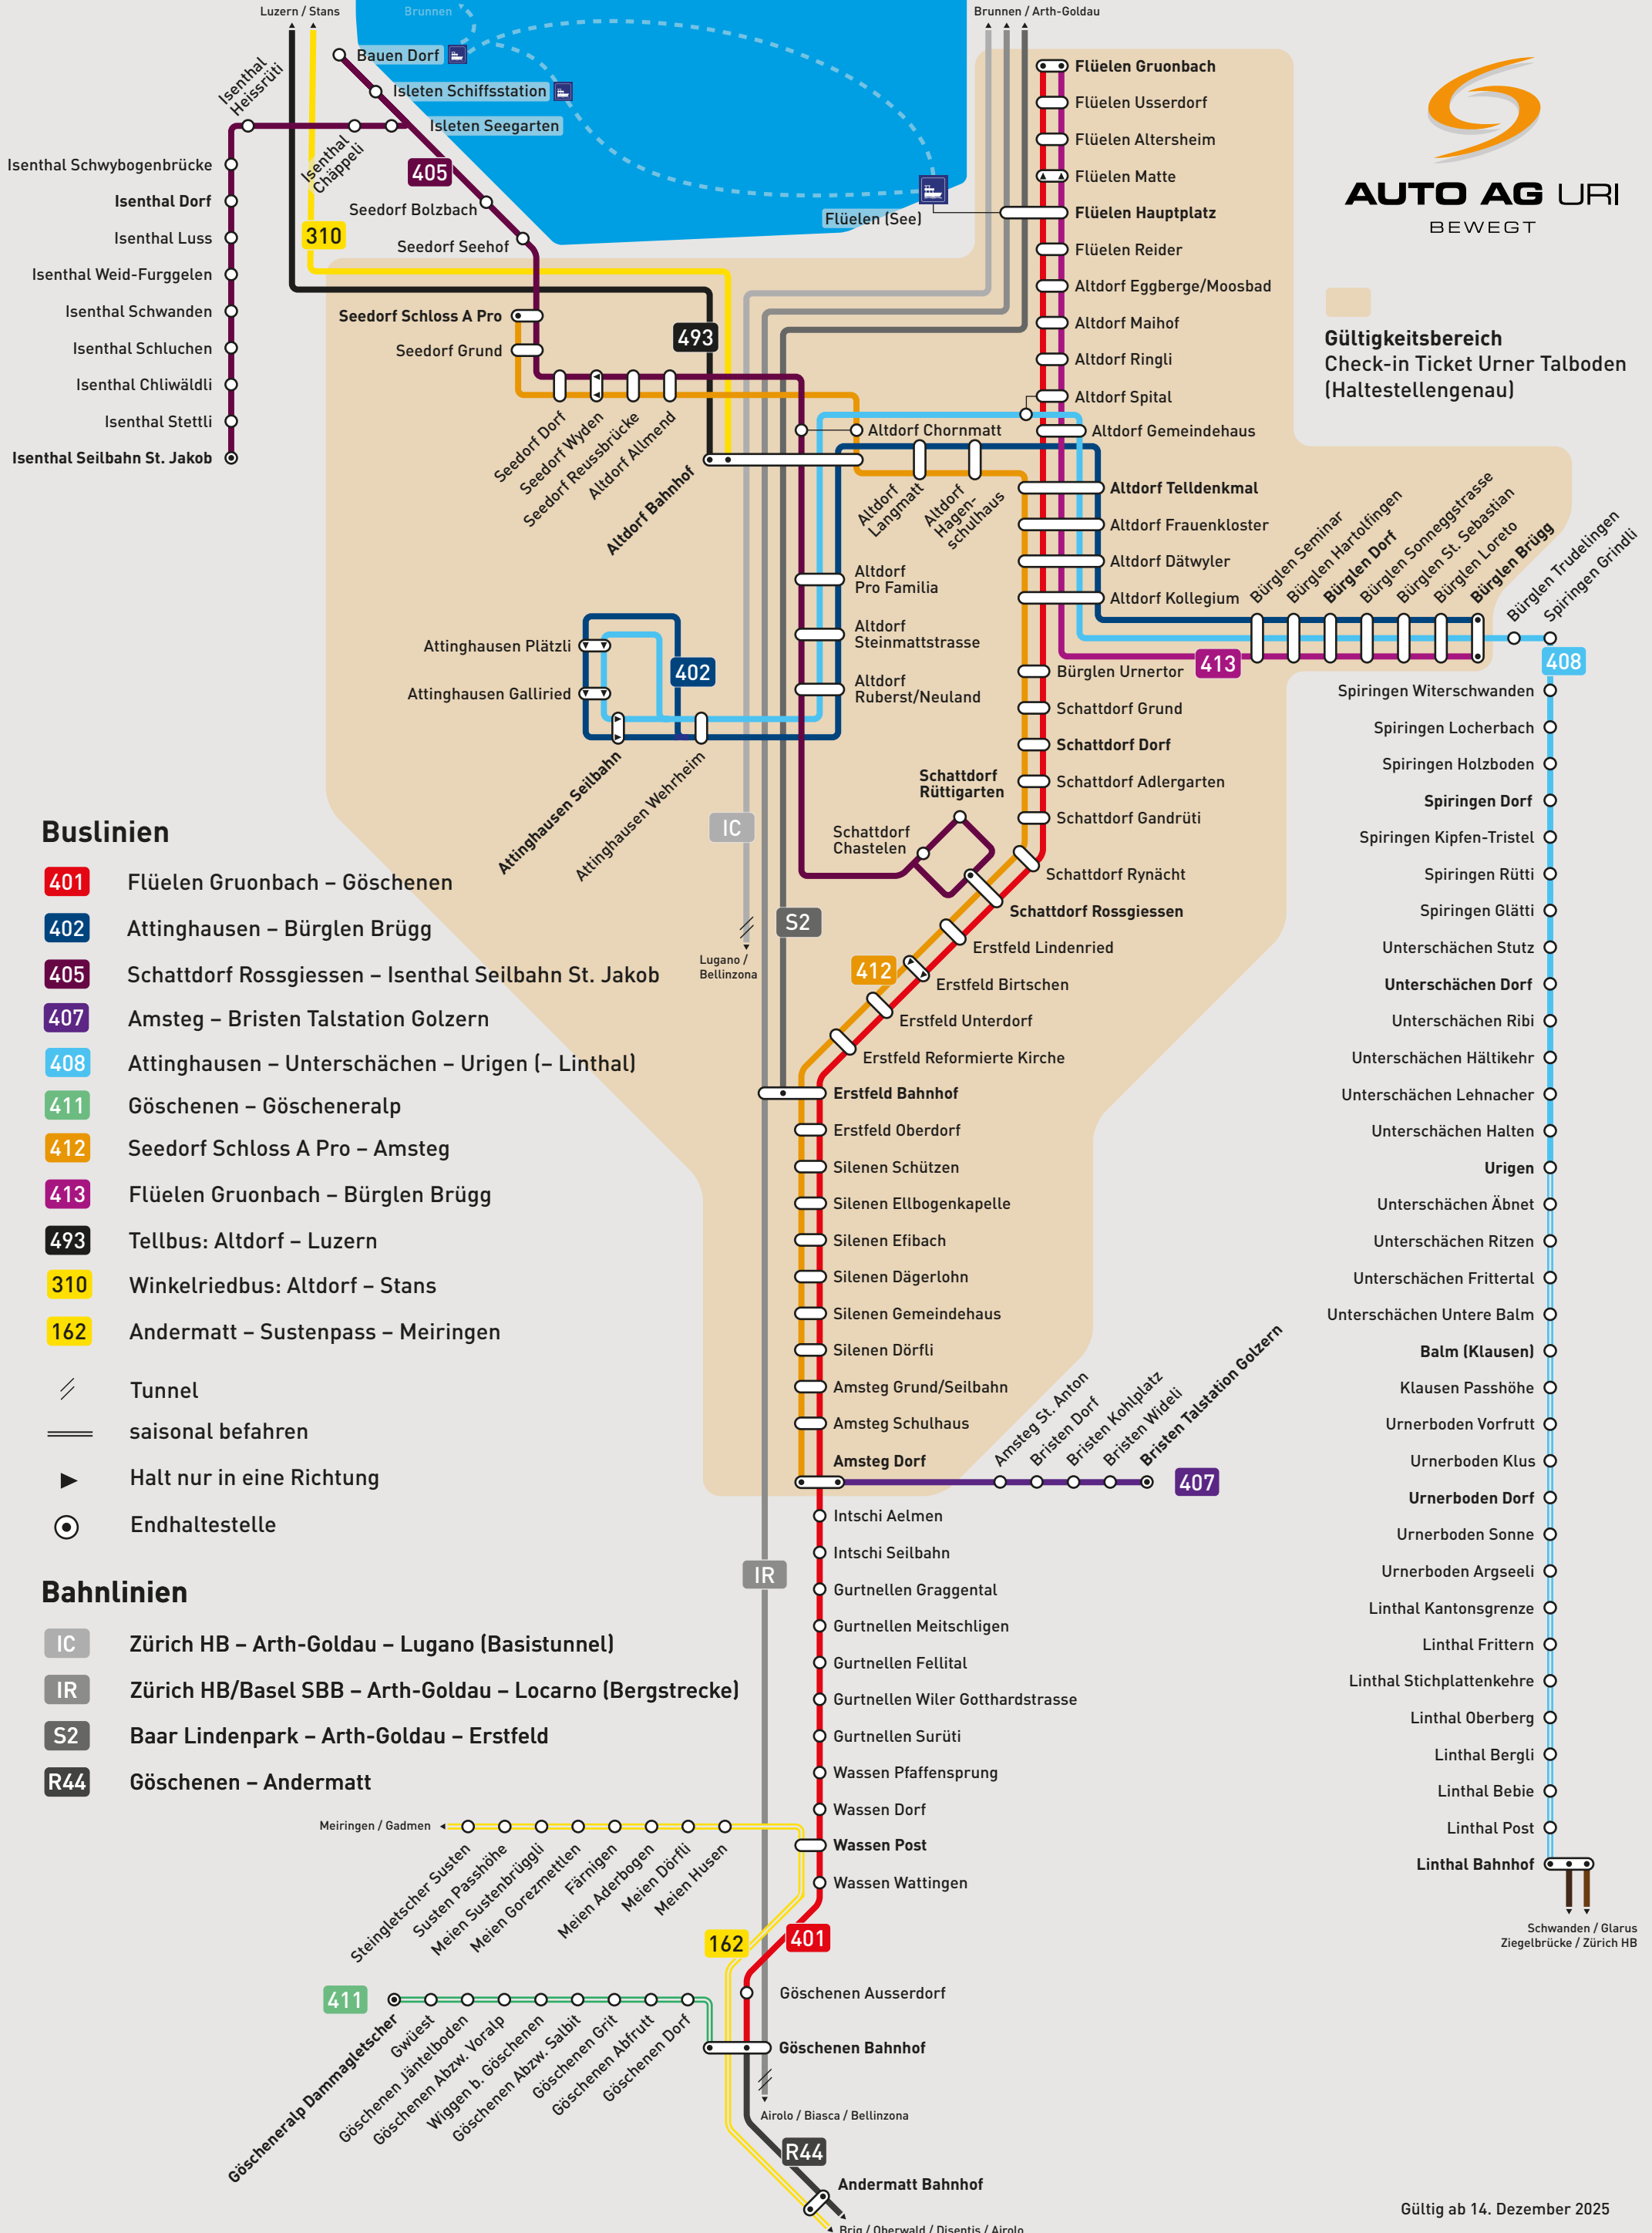 Luzern / Stans
Brunnen
Brunnen / Arth-Goldau
Bauen Dorf
Isleten Schiffsstation
Isleten Seegarten
Isenthal
Heissrüti
Isenthal
Chäppeli
405
310
Seedorf Bolzbach
Seedorf Seehof
Flüelen (See)
Isenthal Schwybogenbrücke
Isenthal Dorf
Isenthal Luss
Isenthal Weid-Furggelen
Isenthal Schwanden
Isenthal Schluchen
Isenthal Chliwäldli
Isenthal Stettli
Isenthal Seilbahn St. Jakob
Flüelen Gruonbach
Flüelen Usserdorf
Flüelen Altersheim
Flüelen Matte
Flüelen Hauptplatz
Flüelen Reider
Altdorf Eggberge/Moosbad
Altdorf Maihof
Altdorf Ringli
Altdorf Spital
Altdorf Gemeindehaus
Altdorf Telldenkmal
Altdorf Frauenkloster
Altdorf Dätwyler
Altdorf Kollegium
AUTO AG URI
BEWEGT
Gültigkeitsbereich
Check-in Ticket Urner Talboden
(Haltestellengenau)
Seedorf Schloss A Pro
Seedorf Grund
493
Seedorf Dorf
Seedorf Wyden
Seedorf Reussbrücke
Altdorf Allmend
Altdorf Bahnhof
Altdorf Chornmatt
Altdorf
Langmatt
Altdorf
Hagen-
schulhaus
Altdorf
Pro Familia
Altdorf
Steinmattstrasse
Altdorf
Ruberst/Neuland
Attinghausen Plätzli
Attinghausen Galliried
402
Attinghausen Seilbahn
Attinghausen Wehrheim
Bürglen Seminar
Bürglen Hartolfingen
Bürglen Dorf
Bürglen Sonneggstrasse
Bürglen St. Sebastian
Bürglen Loreto
Bürglen Brügg
Bürglen Trudelingen
Spiringen Grindli
413
408
Bürglen Urnertor
Schattdorf Grund
Schattdorf Dorf
Schattdorf Adlergarten
Schattdorf Gandrüti
Schattdorf
Rüttigarten
Schattdorf
Chastelen
Schattdorf Rynächt
Schattdorf Rossgiessen
Erstfeld Lindenried
Erstfeld Birtschen
412
Erstfeld Unterdorf
Erstfeld Reformierte Kirche
Erstfeld Bahnhof
Erstfeld Oberdorf
Silenen Schützen
Silenen Ellbogenkapelle
Silenen Efibach
Silenen Dägerlohn
Silenen Gemeindehaus
Silenen Dörfli
Amsteg Grund/Seilbahn
Amsteg Schulhaus
Amsteg Dorf
IC
S2
Lugano /
Bellinzona
Amsteg St. Anton
Bristen Dorf
Bristen Kohlplatz
Bristen Wideli
Bristen Talstation Golzern
407
Intschi Aelmen
Intschi Seilbahn
IR
Gurtnellen Graggental
Gurtnellen Meitschligen
Gurtnellen Fellital
Gurtnellen Wiler Gotthardstrasse
Gurtnellen Surüti
Wassen Pfaffensprung
Wassen Dorf
Wassen Post
Wassen Wattingen
401
162
Göschenen Ausserdorf
Göschenen Bahnhof
Airolo / Biasca / Bellinzona
R44
Andermatt Bahnhof
Brig / Oberwald / Disentis / Airolo
Spiringen Witerschwanden
Spiringen Locherbach
Spiringen Holzboden
Spiringen Dorf
Spiringen Kipfen-Tristel
Spiringen Rütti
Spiringen Glätti
Unterschächen Stutz
Unterschächen Dorf
Unterschächen Ribi
Unterschächen Hältikehr
Unterschächen Lehnacher
Unterschächen Halten
Urigen
Unterschächen Äbnet
Unterschächen Ritzen
Unterschächen Frittertal
Unterschächen Untere Balm
Balm (Klausen)
Klausen Passhöhe
Urnerboden Vorfrutt
Urnerboden Klus
Urnerboden Dorf
Urnerboden Sonne
Urnerboden Argseeli
Linthal Kantonsgrenze
Linthal Frittern
Linthal Stichplattenkehre
Linthal Oberberg
Linthal Bergli
Linthal Bebie
Linthal Post
Linthal Bahnhof
Schwanden / Glarus
Ziegelbrücke / Zürich HB
Buslinien
401 Flüelen Gruonbach – Göschenen
402 Attinghausen – Bürglen Brügg
405 Schattdorf Rossgiessen – Isenthal Seilbahn St. Jakob
407 Amsteg – Bristen Talstation Golzern
408 Attinghausen – Unterschächen – Urigen (– Linthal)
411 Göschenen – Göscheneralp
412 Seedorf Schloss A Pro – Amsteg
413 Flüelen Gruonbach – Bürglen Brügg
493 Tellbus: Altdorf – Luzern
310 Winkelriedbus: Altdorf – Stans
162 Andermatt – Sustenpass – Meiringen
Tunnel
saisonal befahren
Halt nur in eine Richtung
Endhaltestelle
Bahnlinien
IC Zürich HB – Arth-Goldau – Lugano (Basistunnel)
IR Zürich HB/Basel SBB – Arth-Goldau – Locarno (Bergstrecke)
S2 Baar Lindenpark – Arth-Goldau – Erstfeld
R44 Göschenen – Andermatt
Meiringen / Gadmen
Steingletscher Susten
Susten Passhöhe
Meien Sustenbrüggli
Meien Gorezmettlen
Färnigen
Meien Aderbogen
Meien Dörfli
Meien Husen
411
Göscheneralp Dammagletscher
Gwüest
Göschenen Jäntelboden
Göschenen Abzw. Voralp
Wiggen b. Göschenen
Göschenen Abzw. Salbit
Göschenen Grit
Göschenen Abfrutt
Göschenen Dorf
Gültig ab 14. Dezember 2025